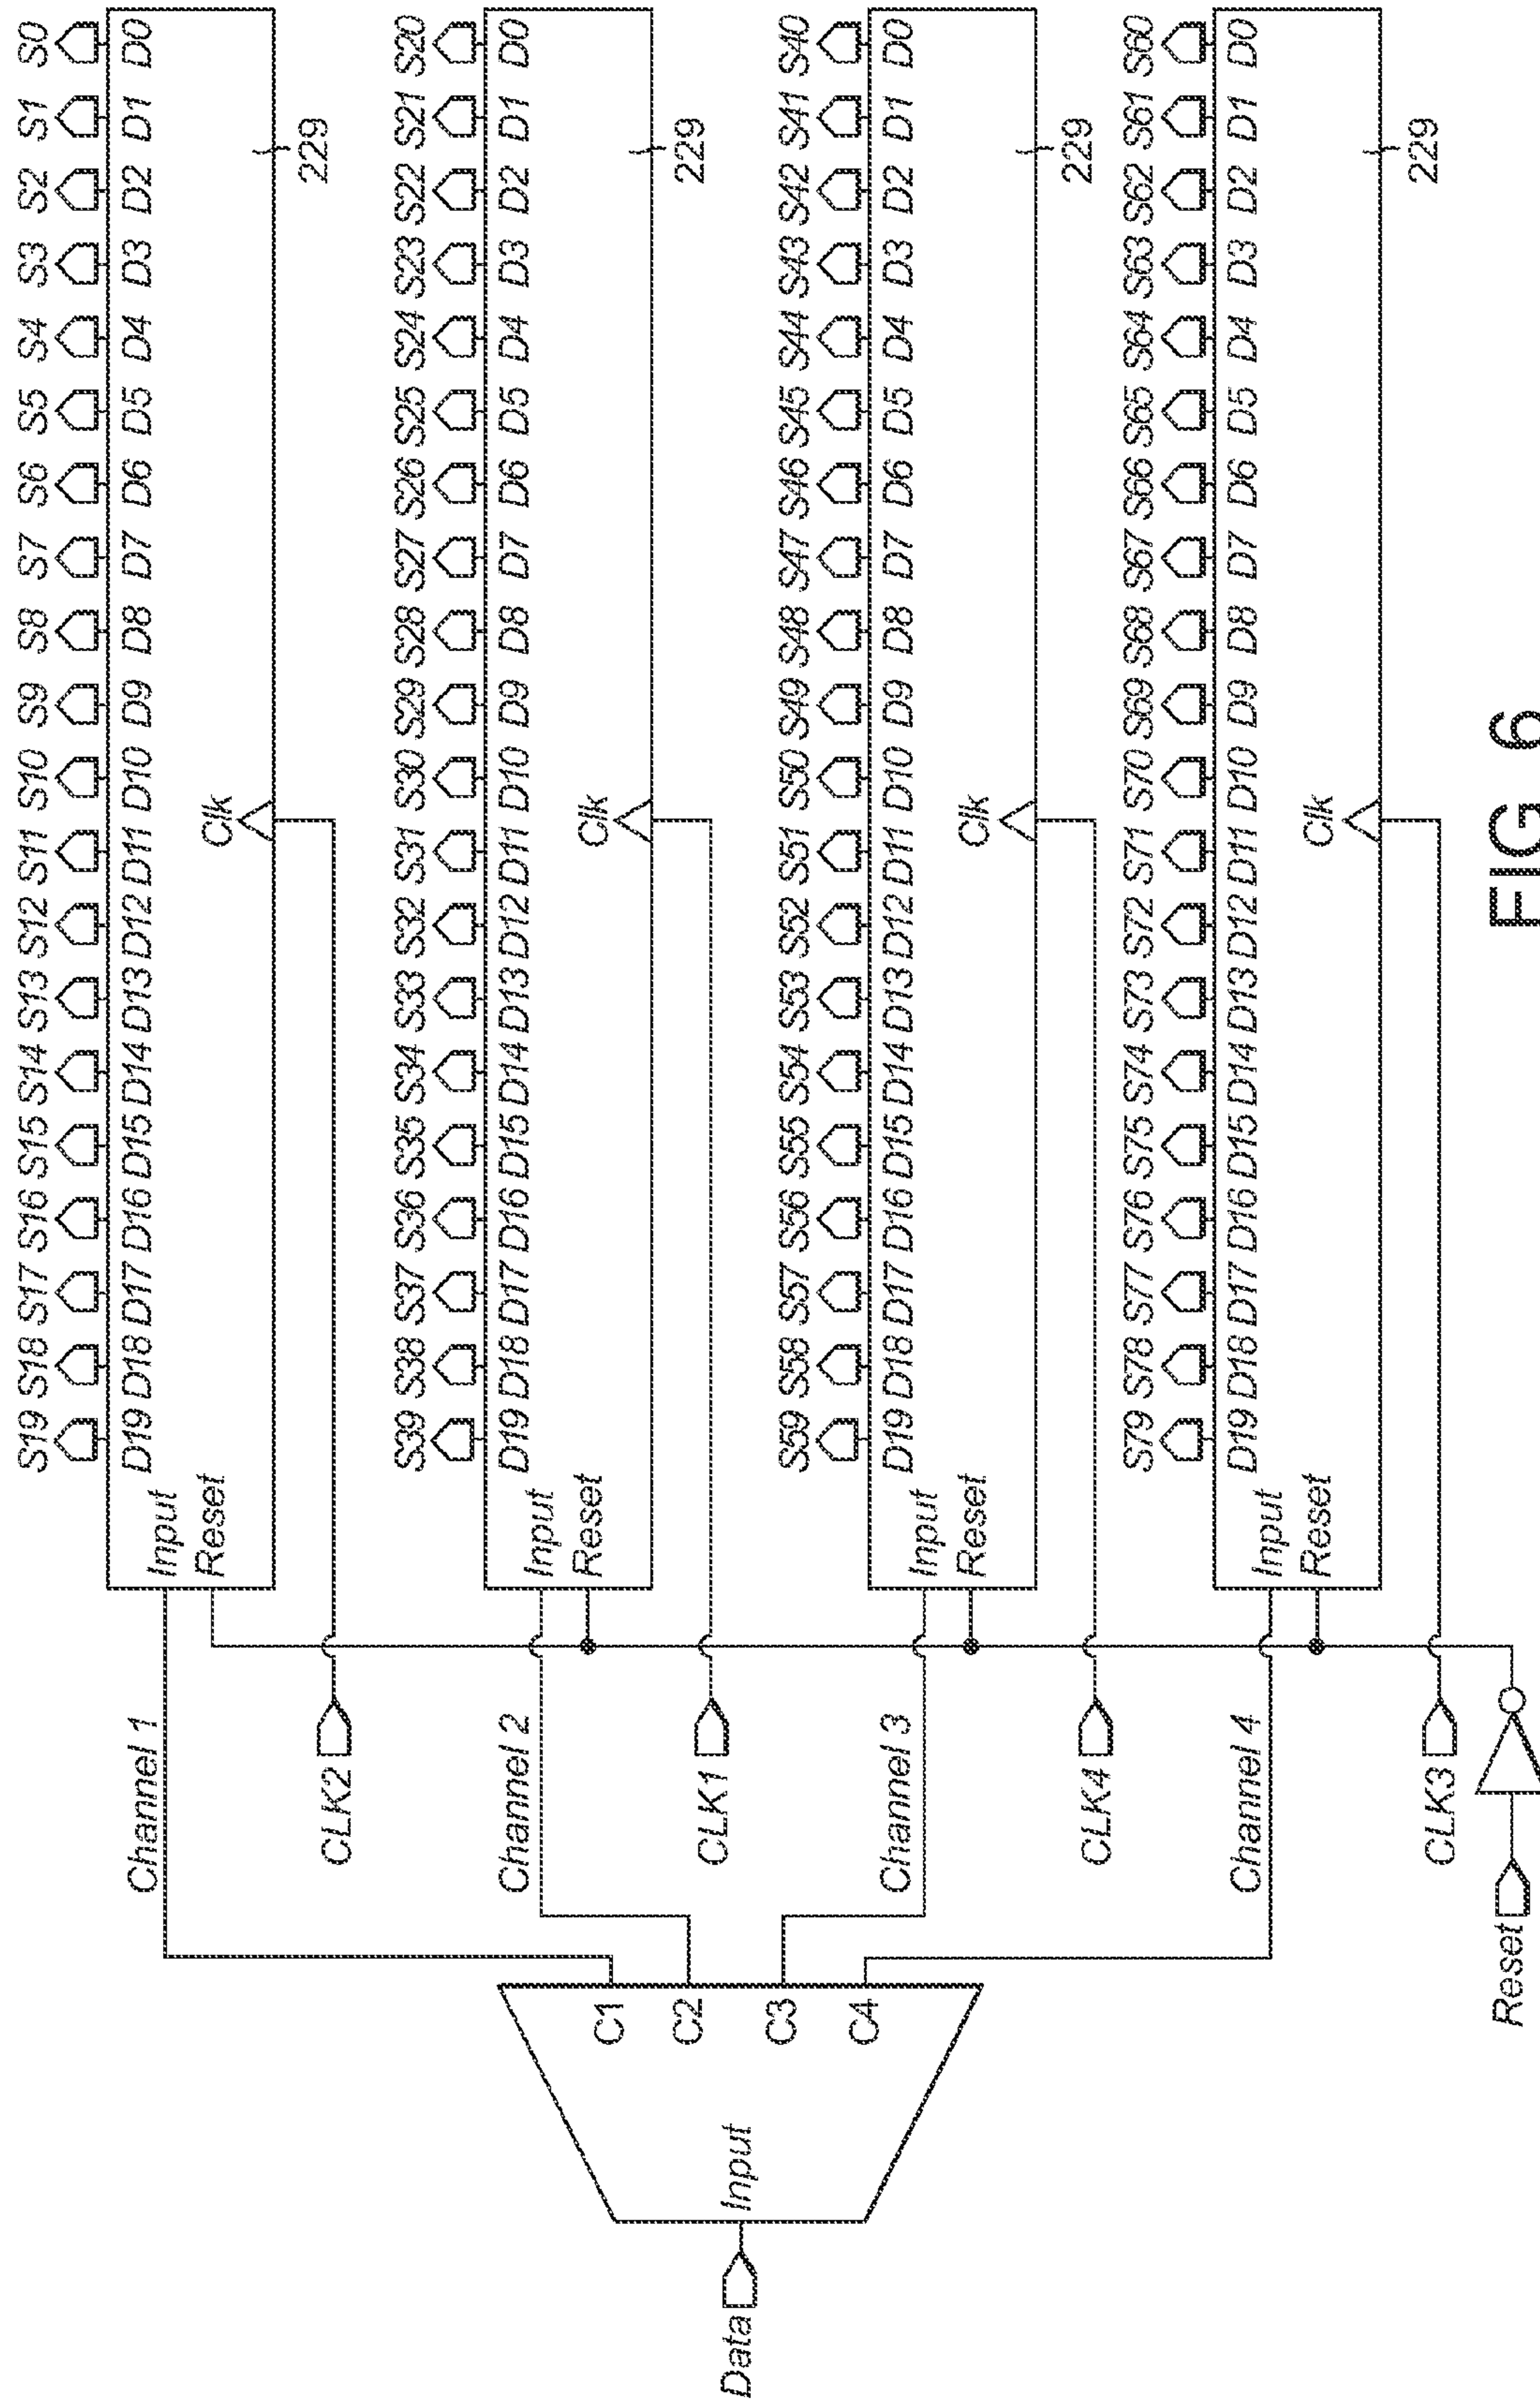 S19 S18 S17 S16 S15 S14 S13 S12 S11 S10 S9 S8 S7 S6 S5 S4 S3 S2 S1 S0
D19 D18 D17 D16 D15 D14 D13 D12 D11 D10 D9 D8 D7 D6 D5 D4 D3 D2 D1 D0
Channel 1
Input
Reset
Clk
229
CLK2
S39 S38 S37 S36 S35 S34 S33 S32 S31 S30 S29 S28 S27 S26 S25 S24 S23 S22 S21 S20
D19 D18 D17 D16 D15 D14 D13 D12 D11 D10 D9 D8 D7 D6 D5 D4 D3 D2 D1 D0
Channel 2
Input
Reset
Clk
229
CLK1
C1
C2
C3
C4
Data
Input
S59 S58 S57 S56 S55 S54 S53 S52 S51 S50 S49 S48 S47 S46 S45 S44 S43 S42 S41 S40
D19 D18 D17 D16 D15 D14 D13 D12 D11 D10 D9 D8 D7 D6 D5 D4 D3 D2 D1 D0
Channel 3
Input
Reset
Clk
229
CLK4
S79 S78 S77 S76 S75 S74 S73 S72 S71 S70 S69 S68 S67 S66 S65 S64 S63 S62 S61 S60
D19 D18 D17 D16 D15 D14 D13 D12 D11 D10 D9 D8 D7 D6 D5 D4 D3 D2 D1 D0
Channel 4
Input
Reset
Clk
229
CLK3
Reset
FIG 6